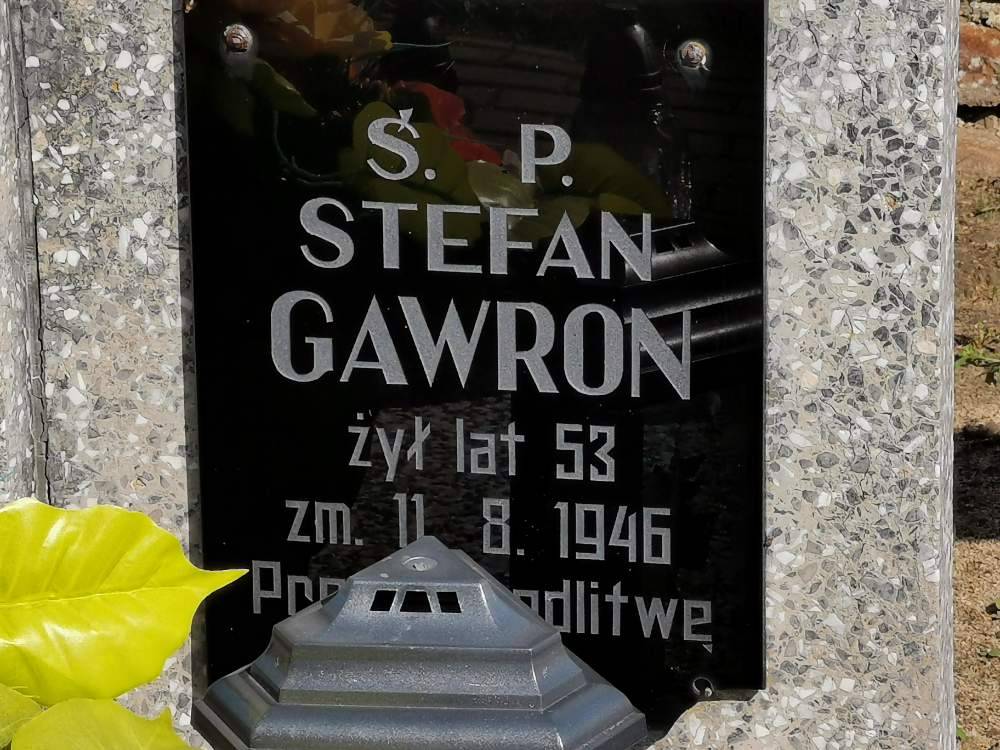 Ś. P.
STEFAN
GAWRON
żył lat 53
zm. 11. 8. 1946